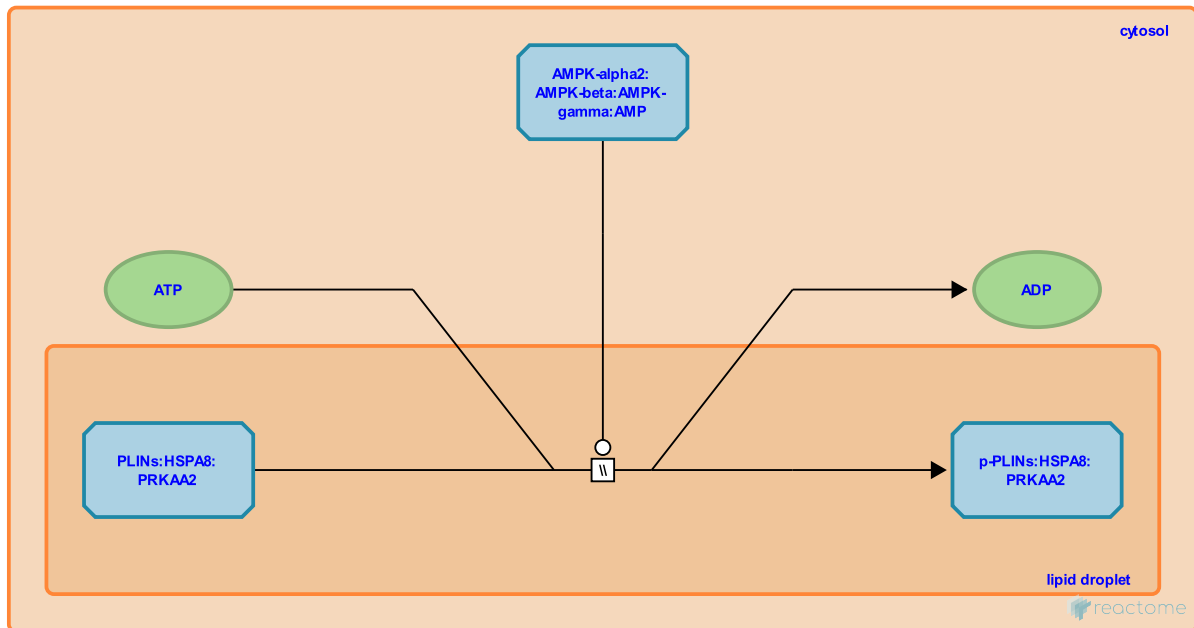 cytosol
AMPK-alpha2:
AMPK-beta:AMPK-
gamma:AMP
ATP
ADP
PLINs:HSPA8:
PRKAA2
\\
p-PLINs:HSPA8:
PRKAA2
lipid droplet
reactome